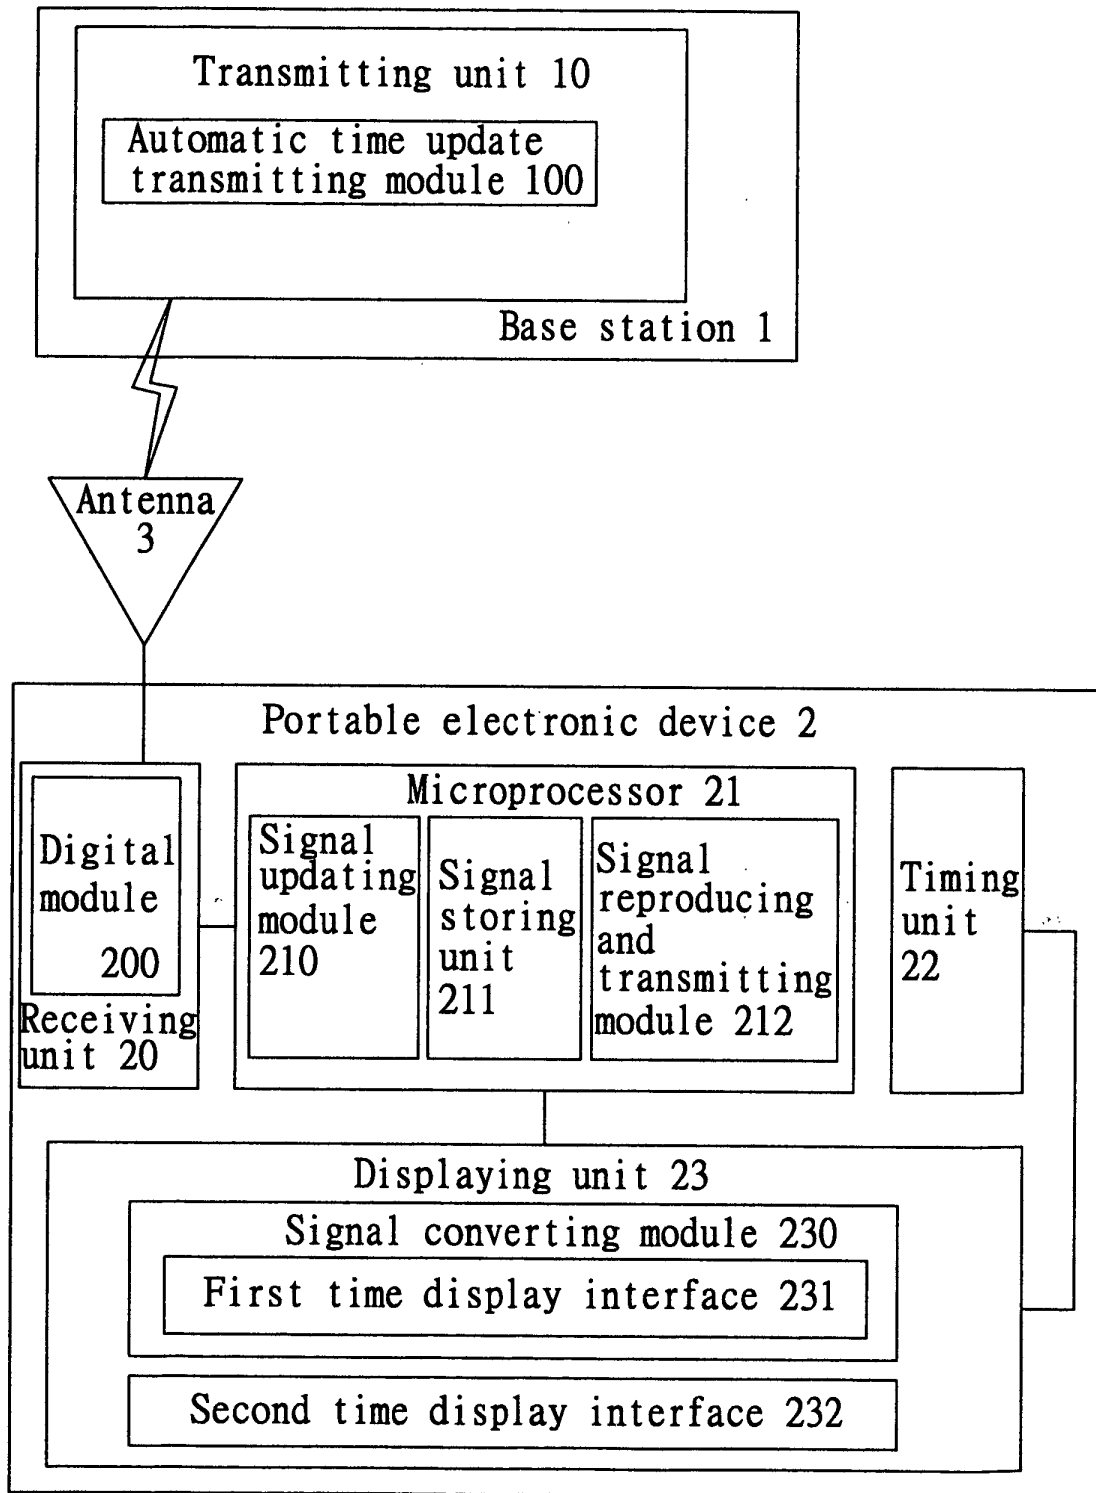 Transmitting unit 10
Automatic time update
transmitting module 100
Base station 1
Antenna
3
Portable electronic device 2
Digital
module
200
Receiving
unit 20
Microprocessor 21
Signal
updating
module
210
Signal
storing
unit
211
Signal
reproducing
and
transmitting
module 212
Timing
unit
22
Displaying unit 23
Signal converting module 230
First time display interface 231
Second time display interface 232